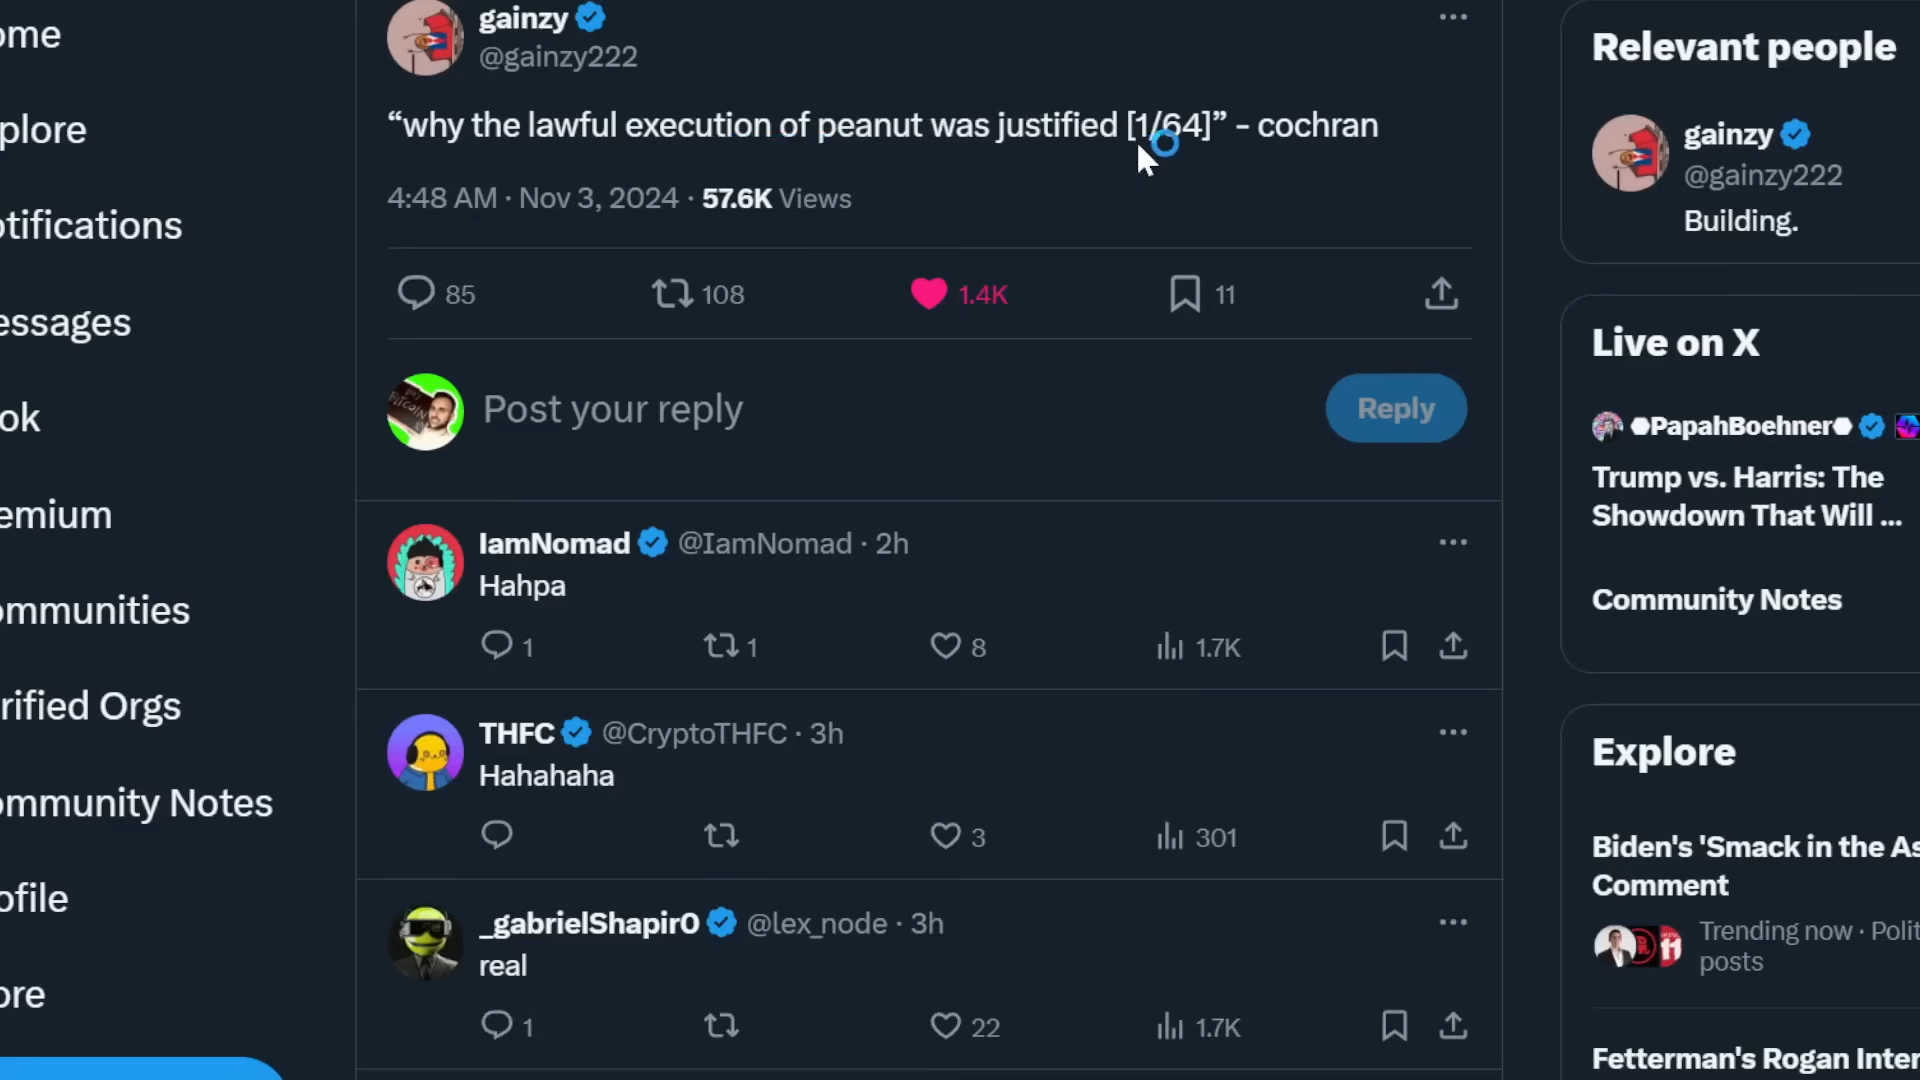 ome
plore
otifications
essages
ok
emium
ommunities
rified Orgs
ommunity Notes
ofile
ore
gainzy
@gainzy222
“why the lawful execution of peanut was justified [1/64]” - cochran
4:48 AM · Nov 3, 2024 · 57.6K Views
85 108 1.4K 11
Post your reply
Reply
IamNomad @IamNomad · 2h
Hahpa
1 1 8 1.7K
THFC @CryptoTHFC · 3h
Hahahaha
3 301
_gabrielShapir0 @lex_node · 3h
real
1 22 1.7K
Relevant people
gainzy
@gainzy222
Building.
Live on X
PapahBoehner
Trump vs. Harris: The
Showdown That Will ...
Community Notes
Explore
Biden's 'Smack in the As
Comment
Trending now · Polit
posts
Fetterman's Rogan Inter